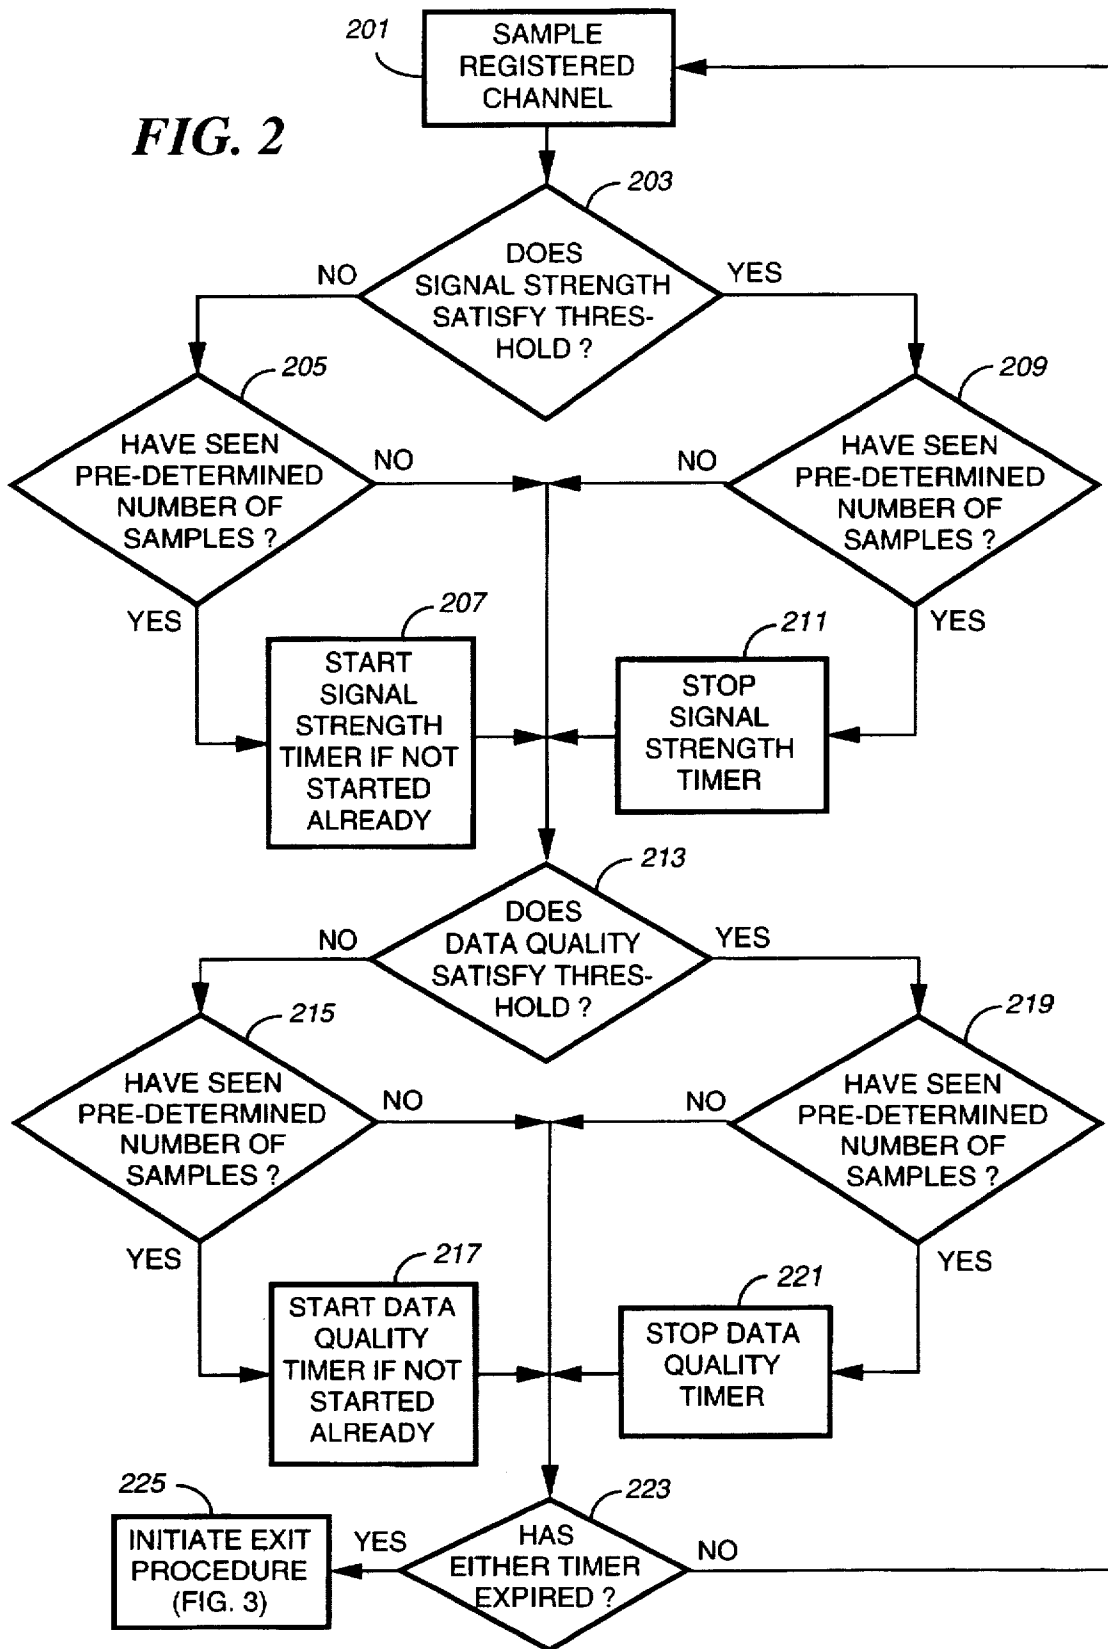 201
SAMPLE
REGISTERED
CHANNEL
FIG. 2
203
DOES
SIGNAL STRENGTH
SATISFY THRES-
HOLD ?
NO
YES
205
HAVE SEEN
PRE-DETERMINED
NUMBER OF
SAMPLES ?
NO
YES
209
HAVE SEEN
PRE-DETERMINED
NUMBER OF
SAMPLES ?
NO
YES
207
START
SIGNAL
STRENGTH
TIMER IF NOT
STARTED
ALREADY
211
STOP
SIGNAL
STRENGTH
TIMER
213
DOES
DATA QUALITY
SATISFY THRES-
HOLD ?
NO
YES
215
HAVE SEEN
PRE-DETERMINED
NUMBER OF
SAMPLES ?
NO
YES
219
HAVE SEEN
PRE-DETERMINED
NUMBER OF
SAMPLES ?
NO
YES
217
START DATA
QUALITY
TIMER IF NOT
STARTED
ALREADY
221
STOP DATA
QUALITY
TIMER
223
HAS
EITHER TIMER
EXPIRED ?
YES
NO
225
INITIATE EXIT
PROCEDURE
(FIG. 3)